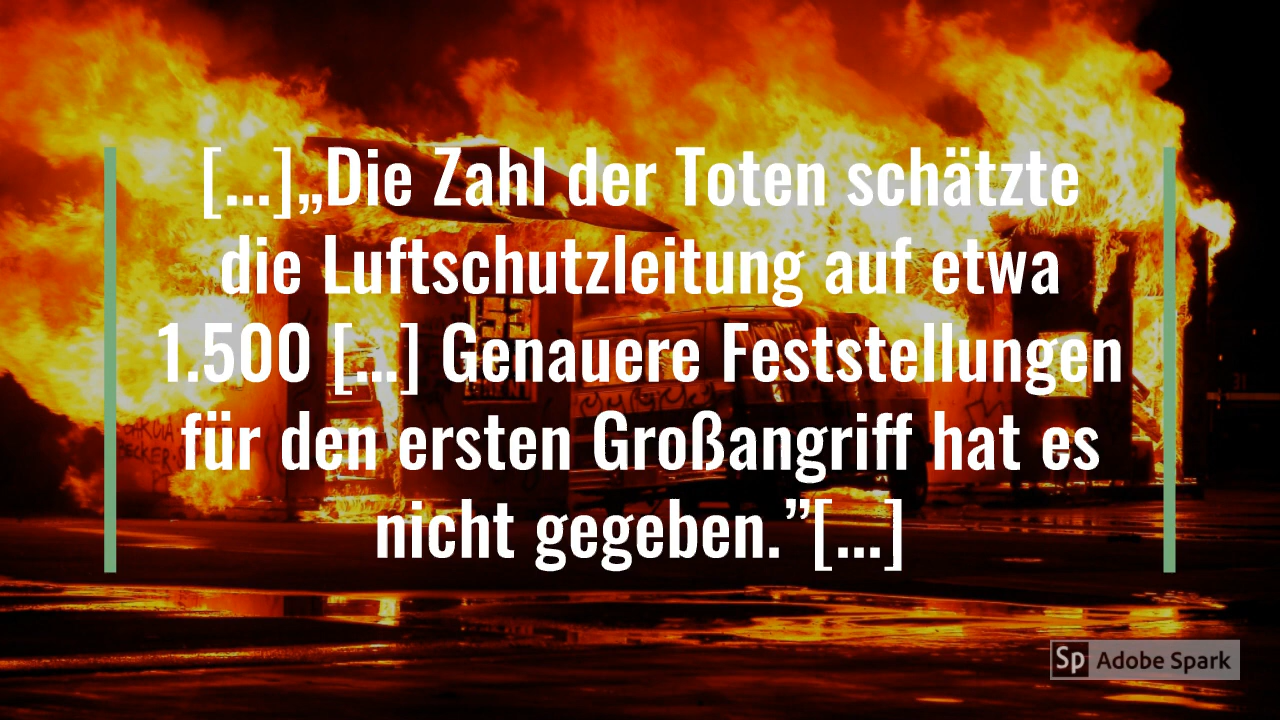 [...]„Die Zahl der Toten schätzte
die Luftschutzleitung auf etwa
1.500 [...] Genauere Feststellungen
für den ersten Großangriff hat es
nicht gegeben.”[...]
Sp Adobe Spark